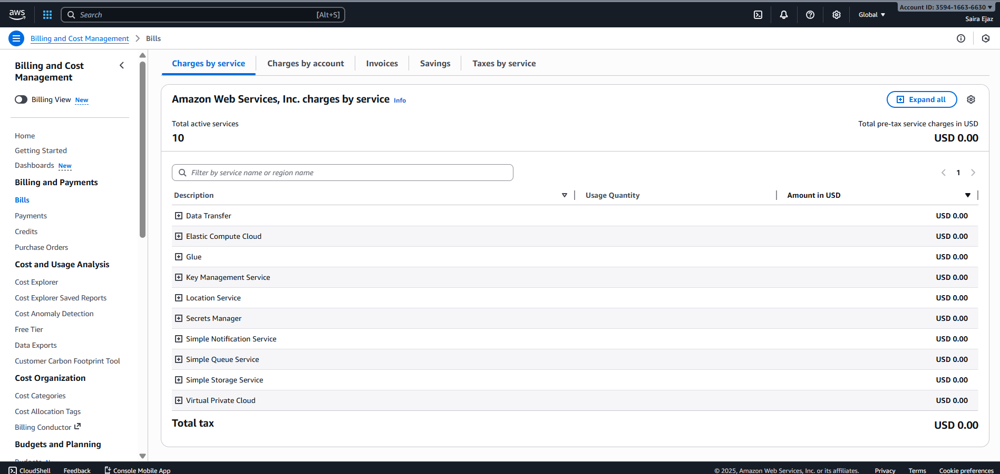 aws
Search [Alt+S]
Global
Account ID: 3594-1663-6630
Saira Ejaz
Billing and Cost Management > Bills
Billing and Cost
Management
Billing View New
Home
Getting Started
Dashboards New
Billing and Payments
Bills
Payments
Credits
Purchase Orders
Cost and Usage Analysis
Cost Explorer
Cost Explorer Saved Reports
Cost Anomaly Detection
Free Tier
Data Exports
Customer Carbon Footprint Tool
Cost Organization
Cost Categories
Cost Allocation Tags
Billing Conductor
Budgets and Planning
Charges by service Charges by account Invoices Savings Taxes by service
Amazon Web Services, Inc. charges by service Info
Expand all
Total active services
10
Total pre-tax service charges in USD
USD 0.00
Filter by service name or region name
1
Description Usage Quantity Amount in USD
Data Transfer USD 0.00
Elastic Compute Cloud USD 0.00
Glue USD 0.00
Key Management Service USD 0.00
Location Service USD 0.00
Secrets Manager USD 0.00
Simple Notification Service USD 0.00
Simple Queue Service USD 0.00
Simple Storage Service USD 0.00
Virtual Private Cloud USD 0.00
Total tax USD 0.00
CloudShell Feedback Console Mobile App
© 2025, Amazon Web Services, Inc. or its affiliates. Privacy Terms Cookie preferences